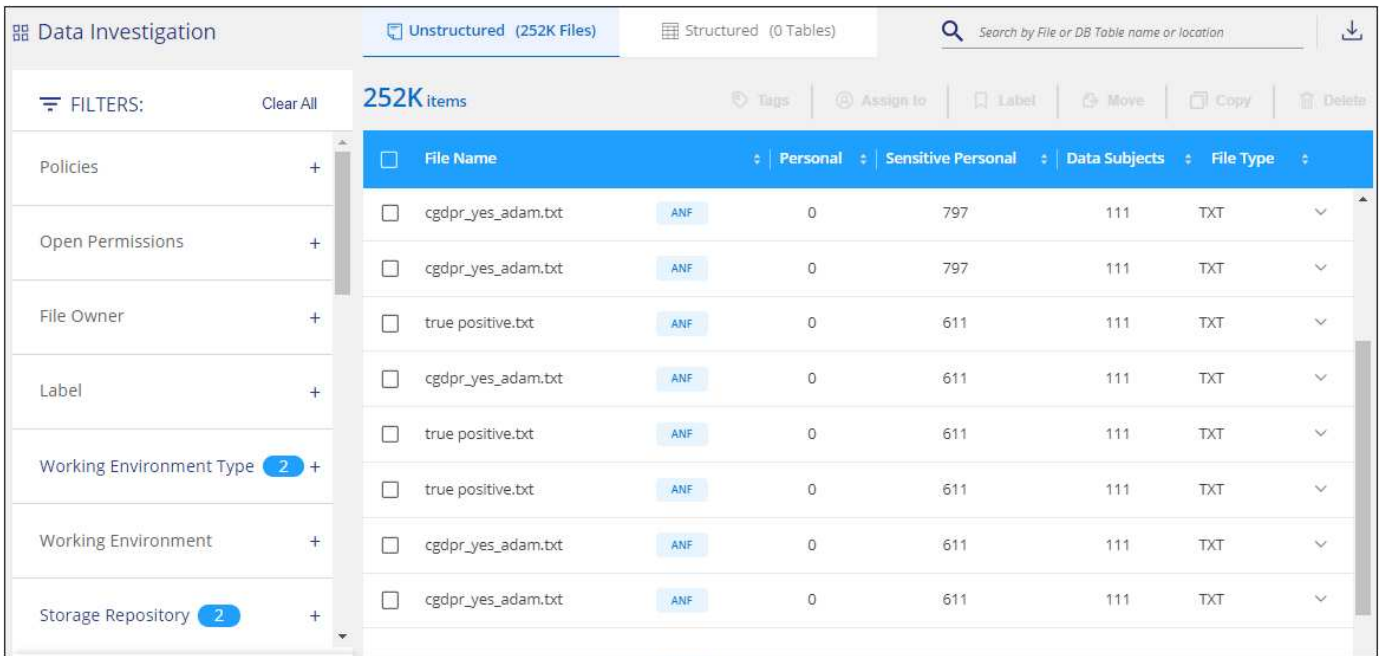 Data Investigation
Unstructured (252K Files)
Structured (0 Tables)
Search by File or DB Table name or location
FILTERS: Clear All
252K items
Tags Assign to Label Move Copy Delete
Policies +
Open Permissions +
File Owner +
Label +
Working Environment Type 2 +
Working Environment +
Storage Repository 2 +
File Name Personal Sensitive Personal Data Subjects File Type
cgdpr_yes_adam.txt ANF 0 797 111 TXT
cgdpr_yes_adam.txt ANF 0 797 111 TXT
true positive.txt ANF 0 611 111 TXT
cgdpr_yes_adam.txt ANF 0 611 111 TXT
true positive.txt ANF 0 611 111 TXT
true positive.txt ANF 0 611 111 TXT
cgdpr_yes_adam.txt ANF 0 611 111 TXT
cgdpr_yes_adam.txt ANF 0 611 111 TXT